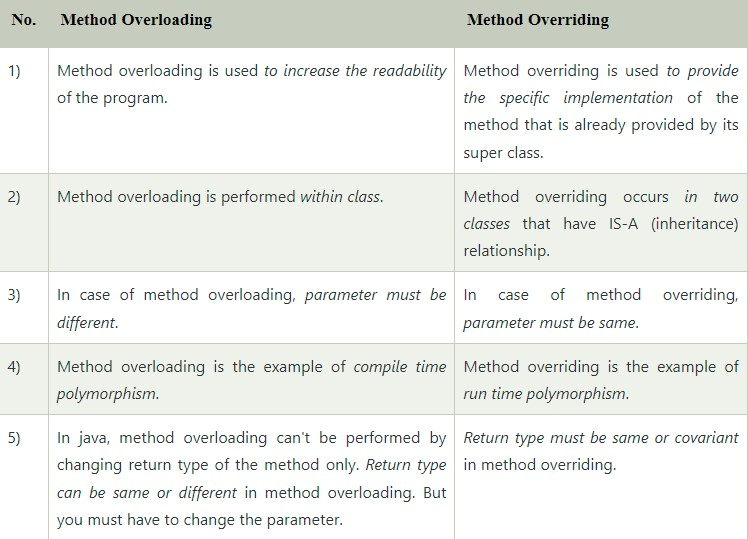 No. Method Overloading Method Overriding
1) Method overloading is used to increase the readability
of the program.
Method overriding is used to provide
the specific implementation of the
method that is already provided by its
super class.
2) Method overloading is performed within class.
Method overriding occurs in two
classes that have IS-A (inheritance)
relationship.
3) In case of method overloading, parameter must be
different.
In case of method overriding,
parameter must be same.
4) Method overloading is the example of compile time
polymorphism.
Method overriding is the example of
run time polymorphism.
5) In java, method overloading can't be performed by
changing return type of the method only. Return type
can be same or different in method overloading. But
you must have to change the parameter.
Return type must be same or covariant
in method overriding.